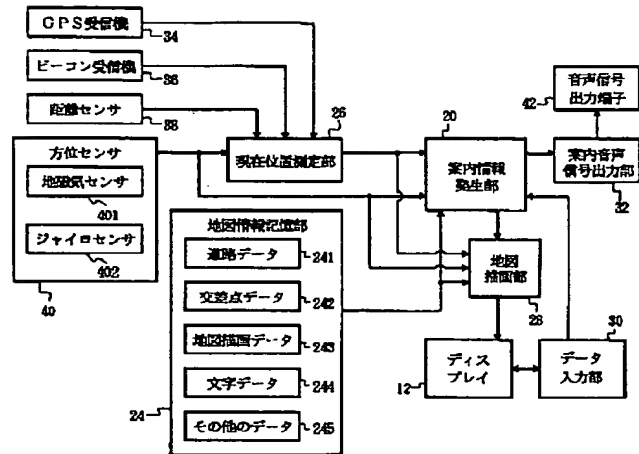 GPS受信機
34
ビーコン受信機
36
距離センサ
38
方位センサ
地磁気センサ
401
ジャイロセンサ
402
40
26
現在位置測定部
20
案内情報
発生部
42
音声信号
出力端子
案内音声
信号出力部
32
地図情報記憶部
道路データ
241
交差点データ
242
地図描画データ
243
文字データ
244
その他のデータ
245
24
地図
描画部
28
ディス
プレイ
12
30
データ
入力部